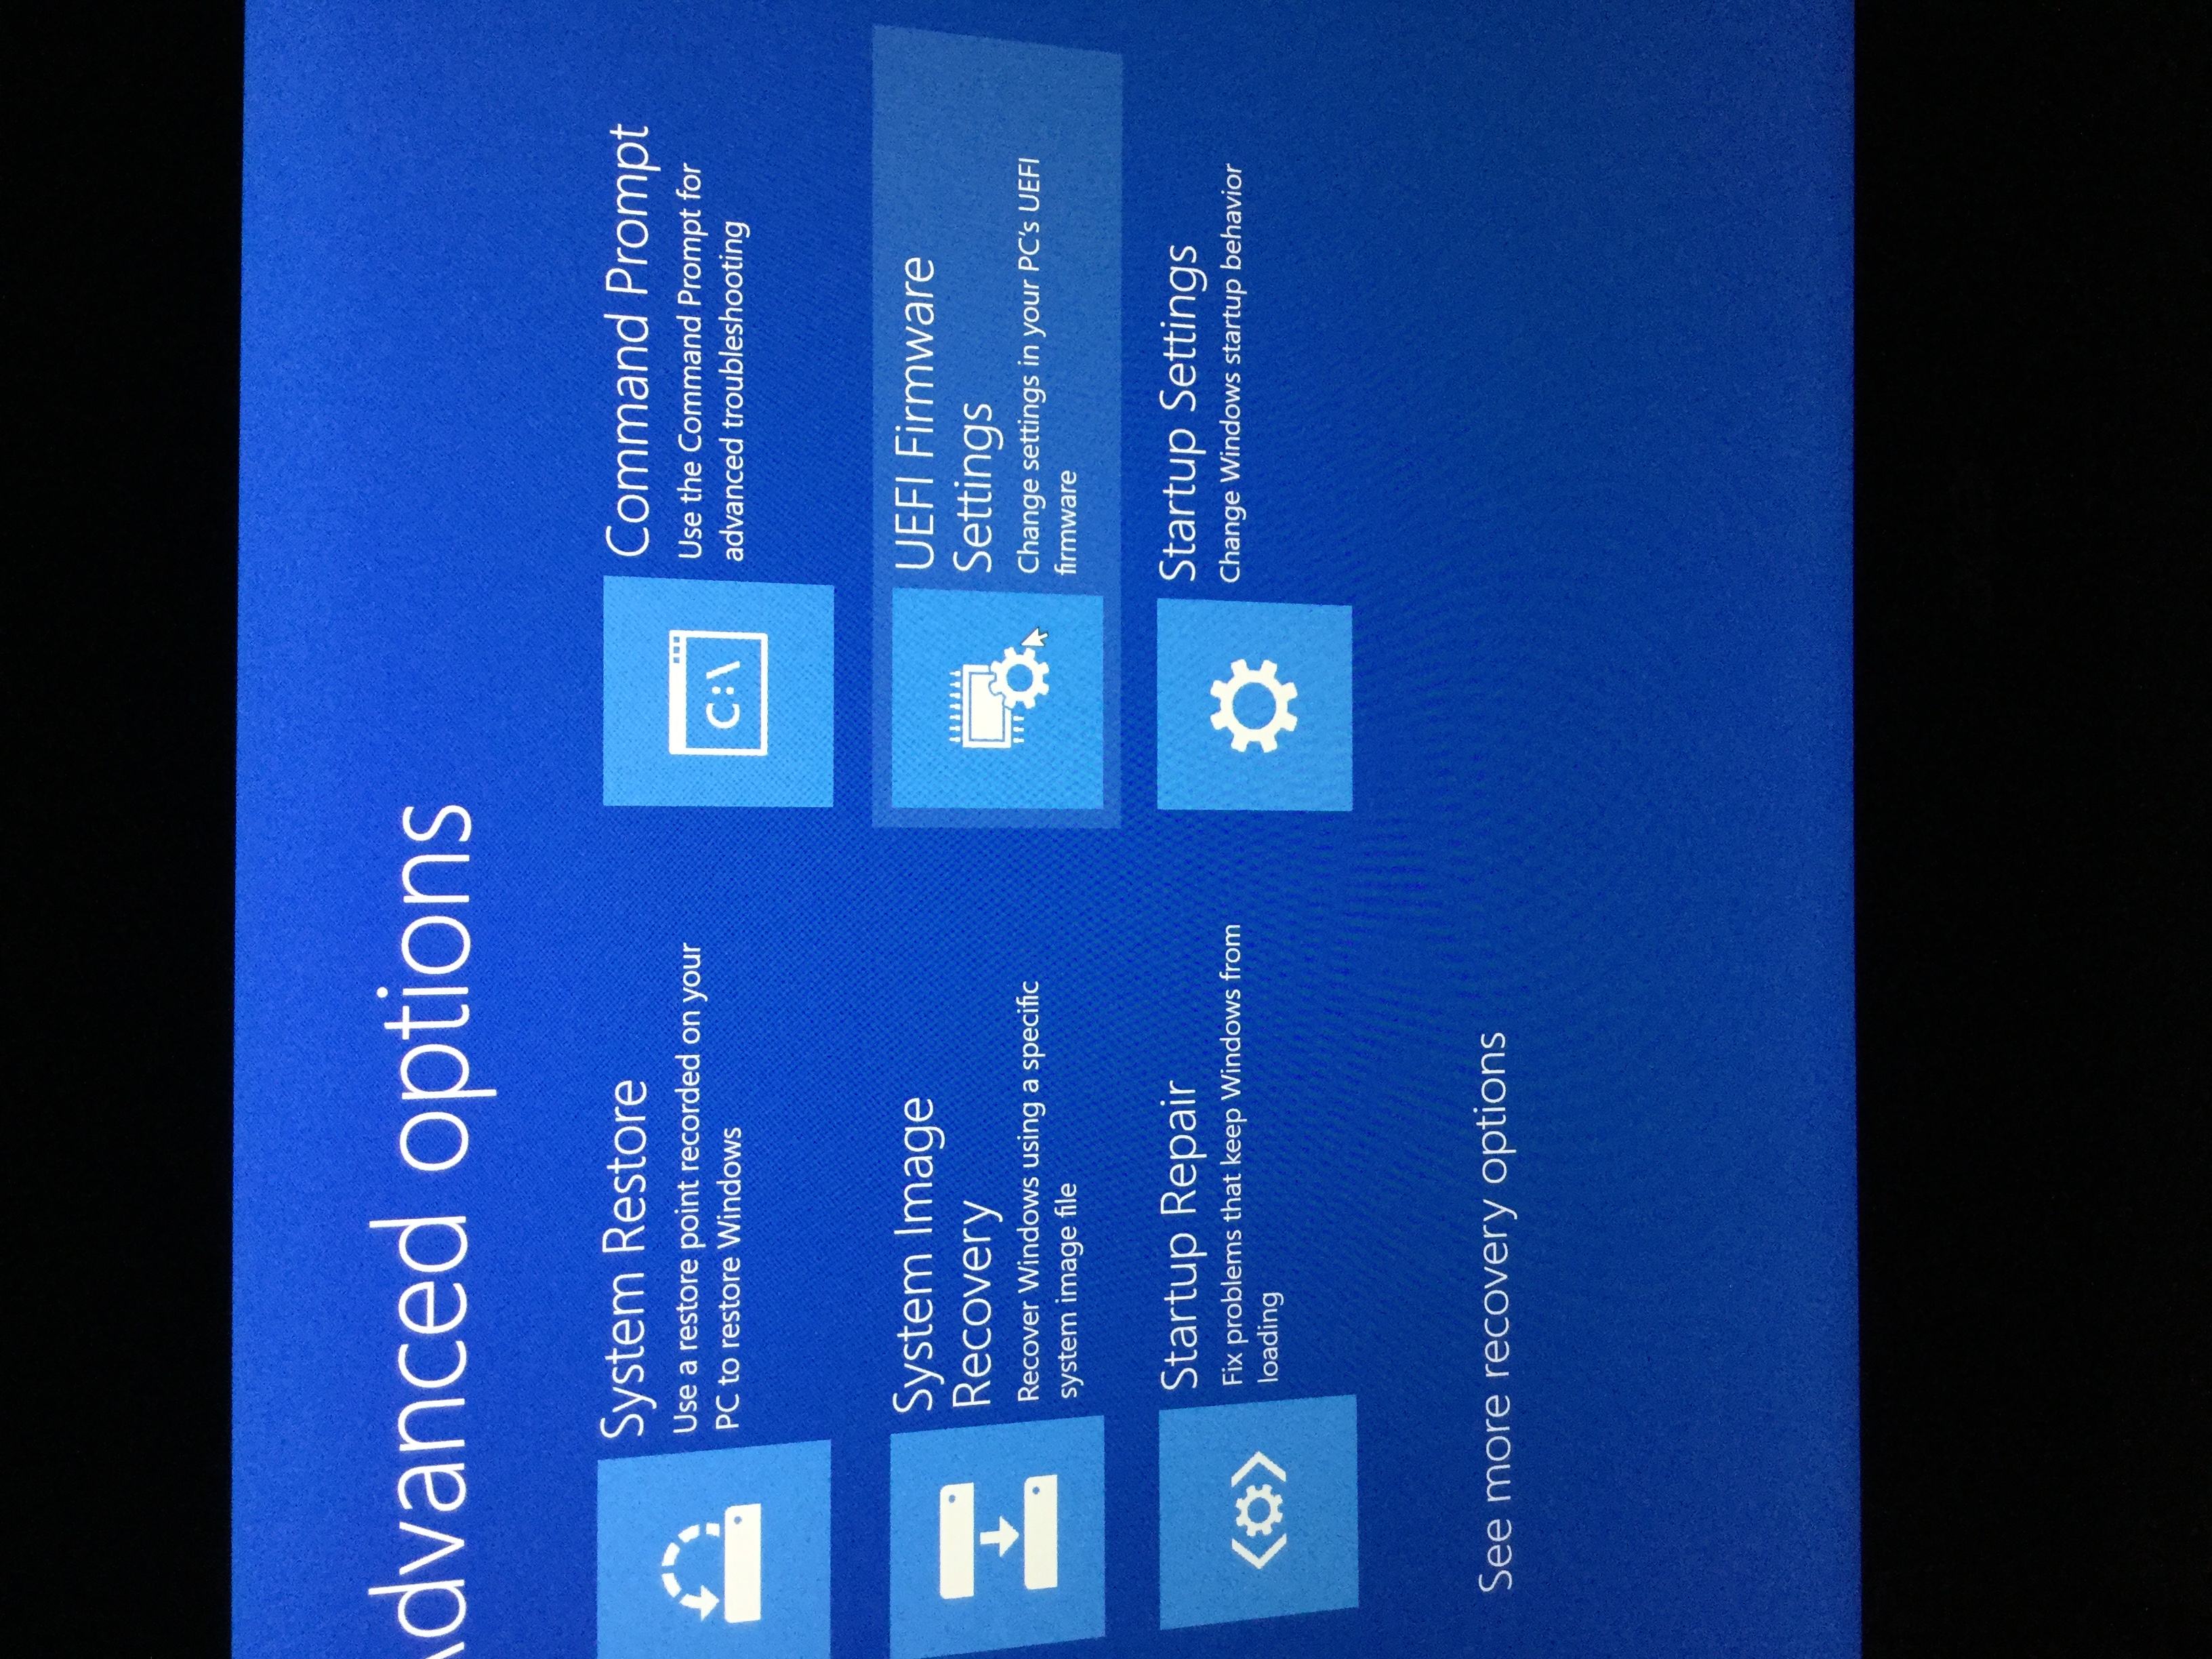 Advanced options
System Restore
Use a restore point recorded on your
PC to restore Windows
Command Prompt
Use the Command Prompt for
advanced troubleshooting
C:\
System Image
Recovery
Recover Windows using a specific
system image file
UEFI Firmware
Settings
Change settings in your PC's UEFI
firmware
Startup Repair
Fix problems that keep Windows from
loading
Startup Settings
Change Windows startup behavior
See more recovery options